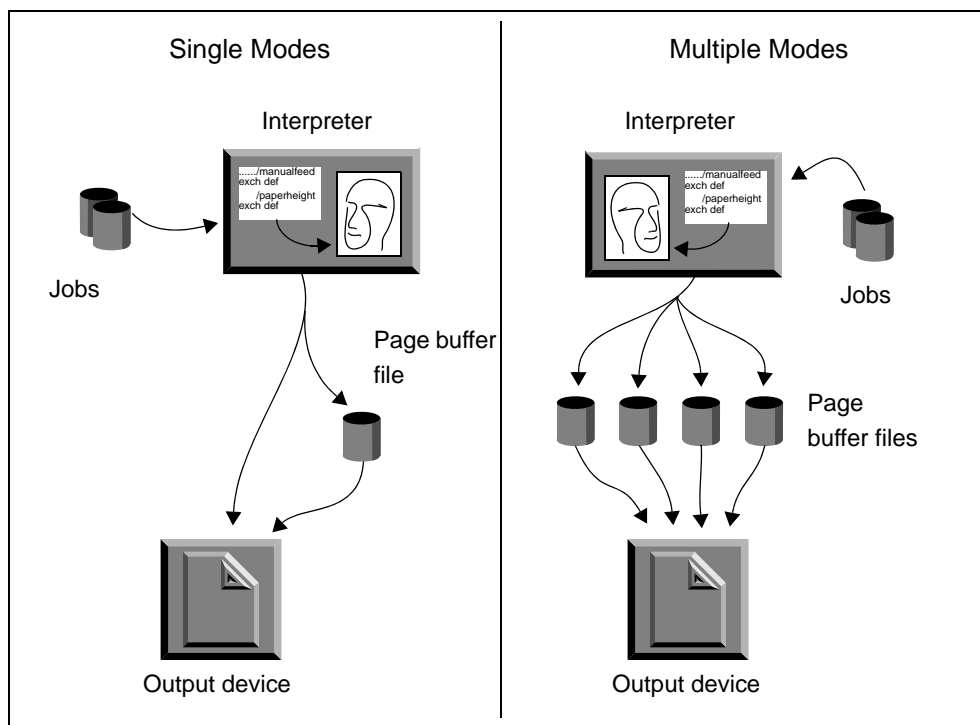 Single Modes
Interpreter
....../manualfeed
exch def
/paperheight
exch def
Jobs
Page buffer
file
Output device
Multiple Modes
Interpreter
....../manualfeed
exch def
/paperheight
exch def
Jobs
Page
buffer files
Output device